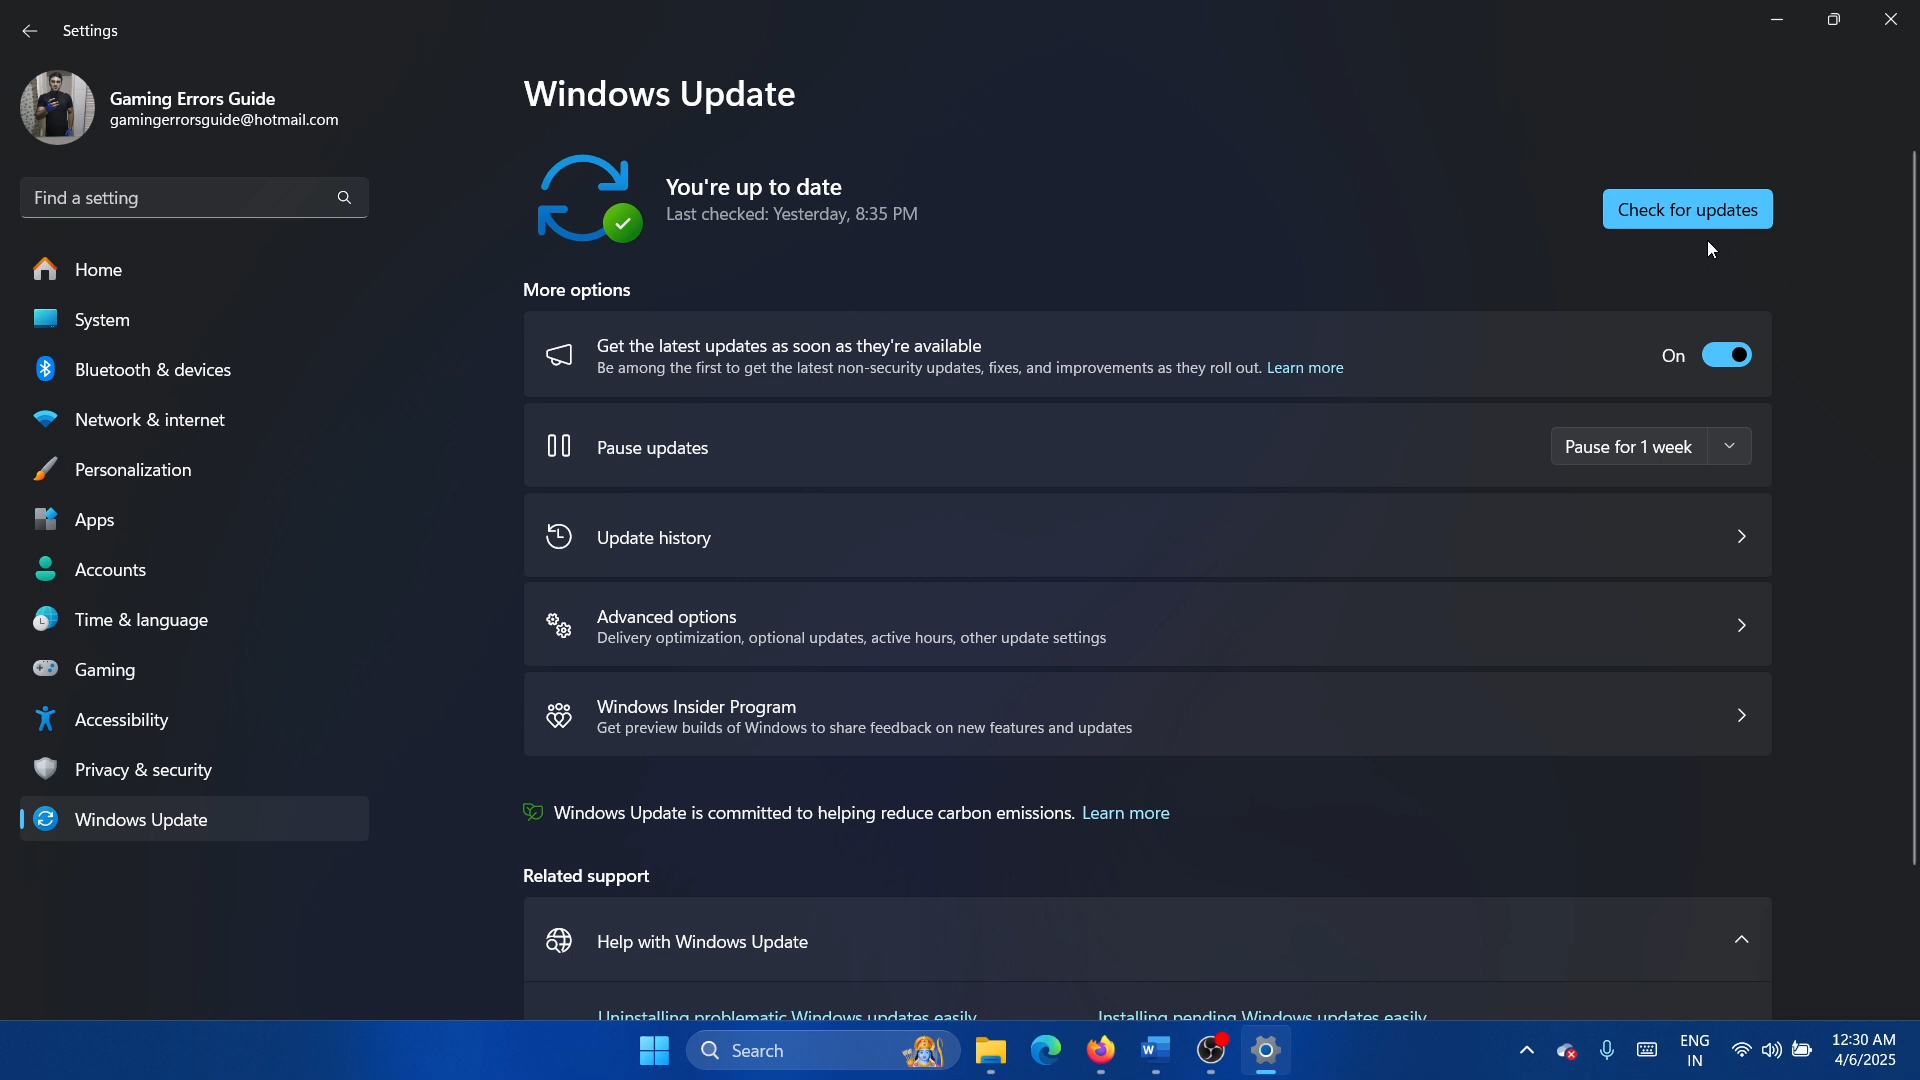 Settings
Gaming Errors Guide
gamingerrorsguide@hotmail.com
Find a setting
Home
System
Bluetooth & devices
Network & internet
Personalization
Apps
Accounts
Time & language
Gaming
Accessibility
Privacy & security
Windows Update
Windows Update
You're up to date
Last checked: Yesterday, 8:35 PM
Check for updates
More options
Get the latest updates as soon as they're available
Be among the first to get the latest non-security updates, fixes, and improvements as they roll out. Learn more
On
Pause updates
Pause for 1 week
Update history
Advanced options
Delivery optimization, optional updates, active hours, other update settings
Windows Insider Program
Get preview builds of Windows to share feedback on new features and updates
Windows Update is committed to helping reduce carbon emissions. Learn more
Related support
Help with Windows Update
Uninstalling problematic Windows updates easily
Installing pending Windows updates easily
Search
W
ENG
IN
12:30 AM
4/6/2025